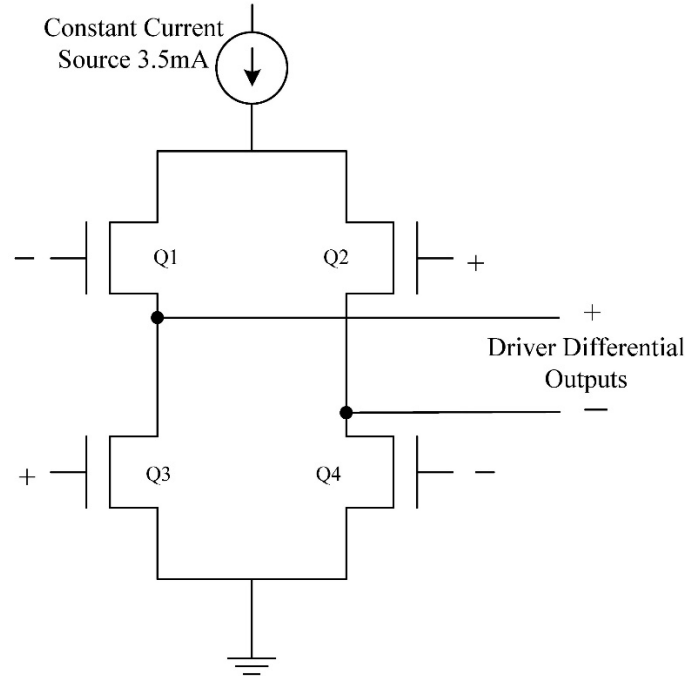 Constant Current
Source 3.5mA
Q1
Q2
−
+
+
Driver Differential
Outputs
−
+
Q3
Q4
−